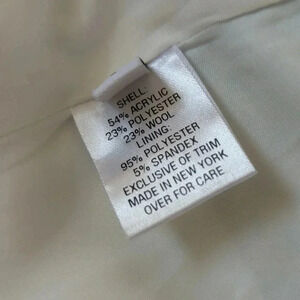 SHELL:
54% ACRYLIC
23% POLYESTER
23% WOOL
LINING:
95% POLYESTER
5% SPANDEX
EXCLUSIVE OF TRIM
MADE IN NEW YORK
OVER FOR CARE